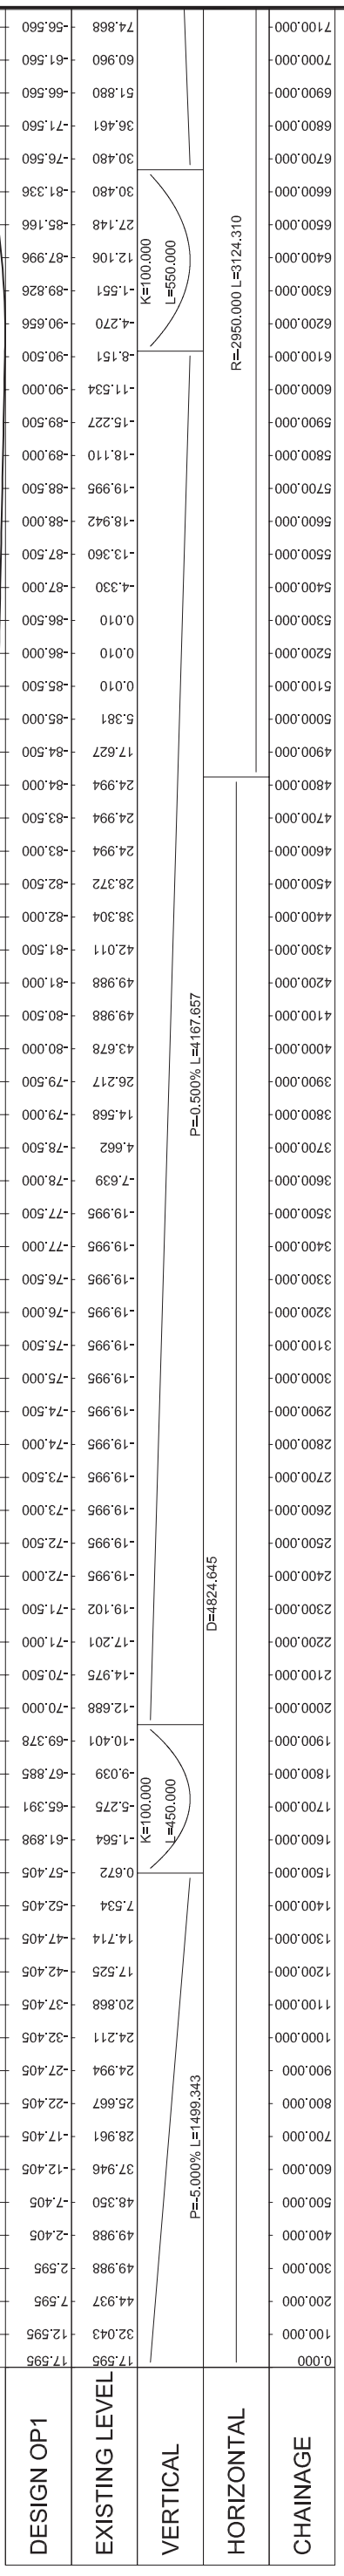 DESIGN OP1 17.595 12.595 7.595 2.595 -2.405 -7.405 -12.405 -17.405 -22.405 -27.405 -32.405 -37.405 -42.405 -47.405 -52.405 -57.405 -61.898 -65.391 -67.885 -69.378 -70.000 -70.500 -71.000 -71.500 -72.000 -72.500 -73.000 -73.500 -74.000 -74.500 -75.000 -75.500 -76.000 -76.500 -77.000 -77.500 -78.000 -78.500 -79.000 -79.500 -80.000 -80.500 -81.000 -81.500 -82.000 -82.500 -83.000 -83.500 -84.000 -84.500 -85.000 -85.500 -86.000 -86.500 -87.000 -87.500 -88.000 -88.500 -89.000 -89.500 -90.000 -90.500 -90.656 -89.826 -87.996 -85.166 -81.336 -76.560 -71.560 -66.560 -61.560 -56.560
EXISTING LEVEL 17.595 32.043 44.937 49.988 49.988 48.350 37.946 28.961 25.667 24.994 24.211 20.868 17.525 14.714 7.534 0.672 -1.564 -5.275 -9.039 -10.401 -12.688 -14.975 -17.201 -19.102 -19.995 -19.995 -19.995 -19.995 -19.995 -19.995 -19.995 -19.995 -19.995 -19.995 -19.995 -19.995 -7.639 4.662 14.568 26.217 43.678 49.988 49.988 42.011 38.304 28.372 24.994 24.994 24.994 17.627 5.381 0.010 0.010 0.010 -4.330 -13.360 -18.942 -19.995 -18.110 -15.227 -11.534 -8.151 -4.270 -1.551 12.106 27.148 30.480 30.480 36.461 51.880 60.960 74.868
VERTICAL
P=-5.000% L=1499.343
K=100.000
L=450.000
P=-0.500% L=4167.657
K=100.000
L=550.000
HORIZONTAL
D=4824.645
R=-2950.000 L=3124.310
CHAINAGE 0.000 100.000 200.000 300.000 400.000 500.000 600.000 700.000 800.000 900.000 1000.000 1100.000 1200.000 1300.000 1400.000 1500.000 1600.000 1700.000 1800.000 1900.000 2000.000 2100.000 2200.000 2300.000 2400.000 2500.000 2600.000 2700.000 2800.000 2900.000 3000.000 3100.000 3200.000 3300.000 3400.000 3500.000 3600.000 3700.000 3800.000 3900.000 4000.000 4100.000 4200.000 4300.000 4400.000 4500.000 4600.000 4700.000 4800.000 4900.000 5000.000 5100.000 5200.000 5300.000 5400.000 5500.000 5600.000 5700.000 5800.000 5900.000 6000.000 6100.000 6200.000 6300.000 6400.000 6500.000 6600.000 6700.000 6800.000 6900.000 7000.000 7100.000